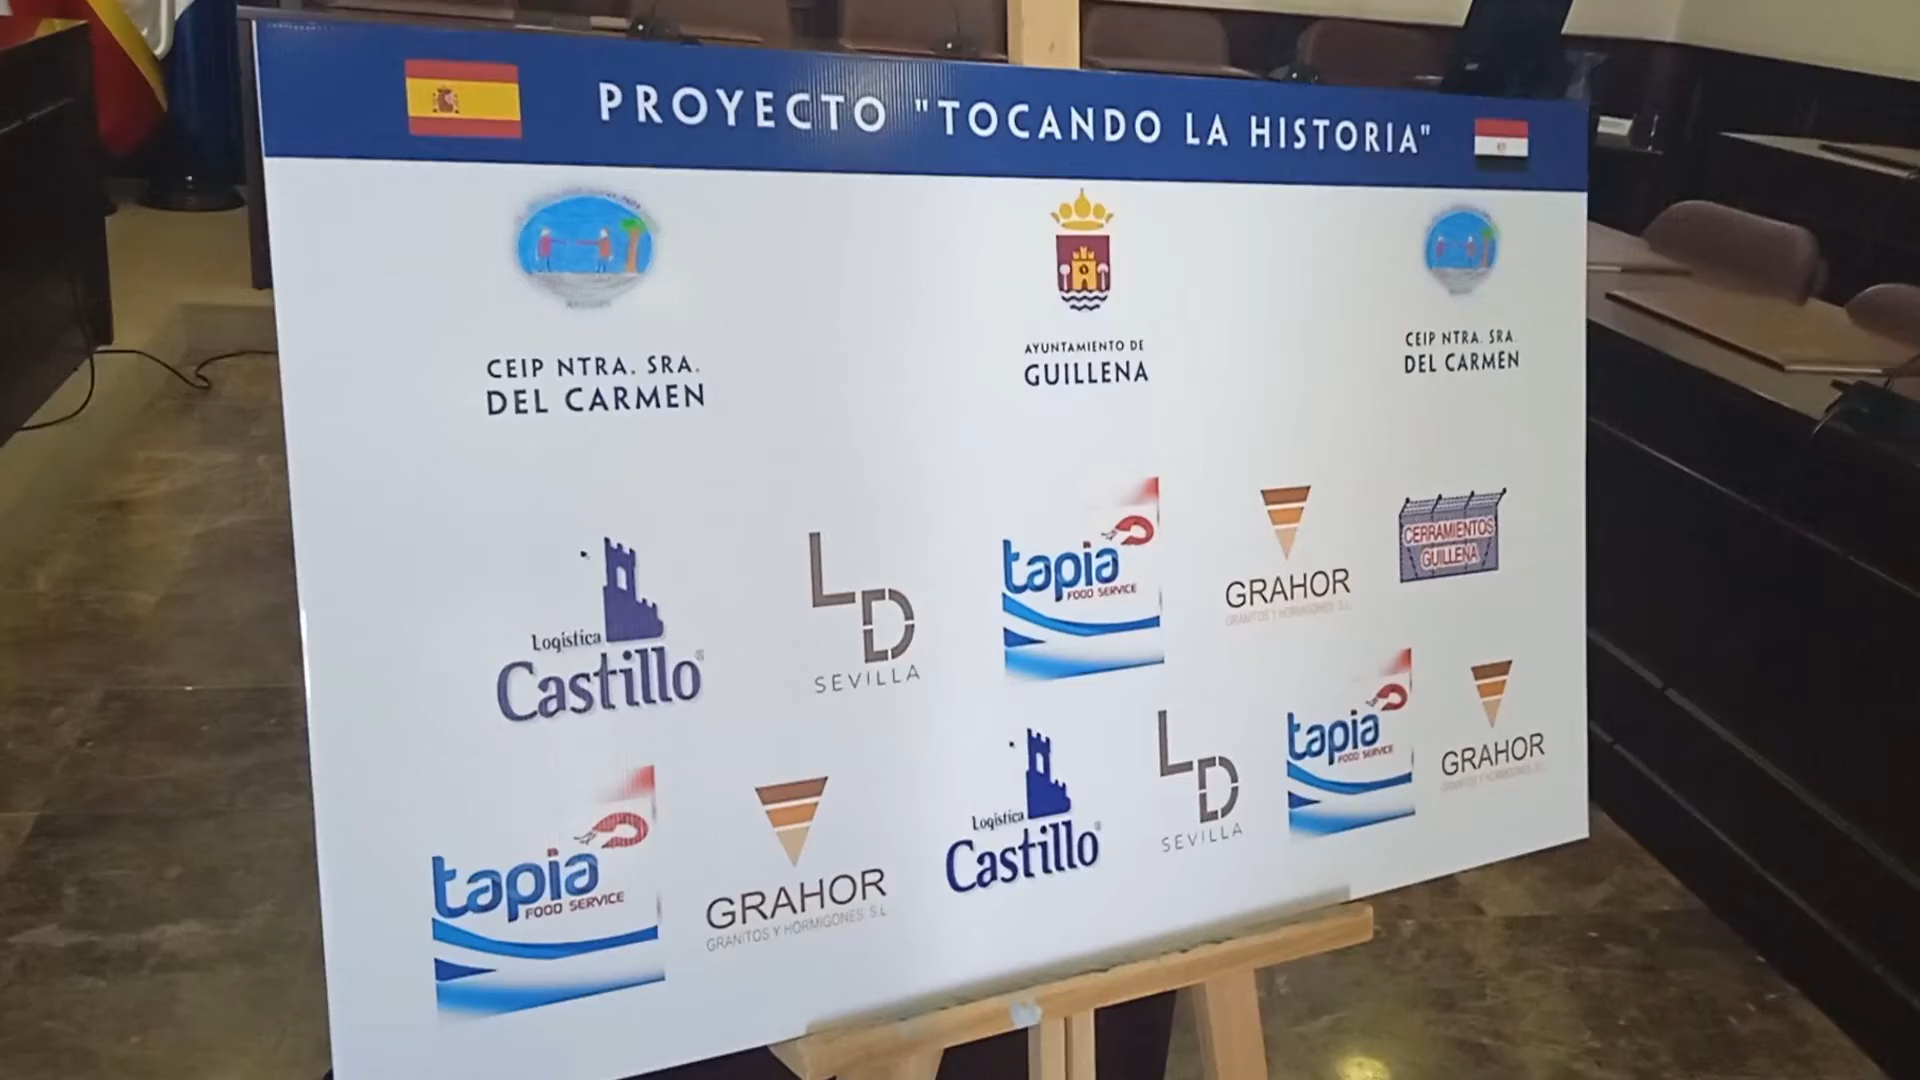 PROYECTO "TOCANDO LA HISTORIA"
CEIP NTRA. SRA.
DEL CARMEN
AYUNTAMIENTO DE
GUILLENA
CEIP NTRA. SRA.
DEL CARMEN
Logística
Castillo®
LD
SEVILLA
tapia
FOOD SERVICE
GRAHOR
GRANITOS Y HORMIGONES S.L
CERRAMIENTOS
GUILLENA
tapia
FOOD SERVICE
GRAHOR
GRANITOS Y HORMIGONES S.L
Logística
Castillo®
LD
SEVILLA
tapia
FOOD SERVICE
GRAHOR